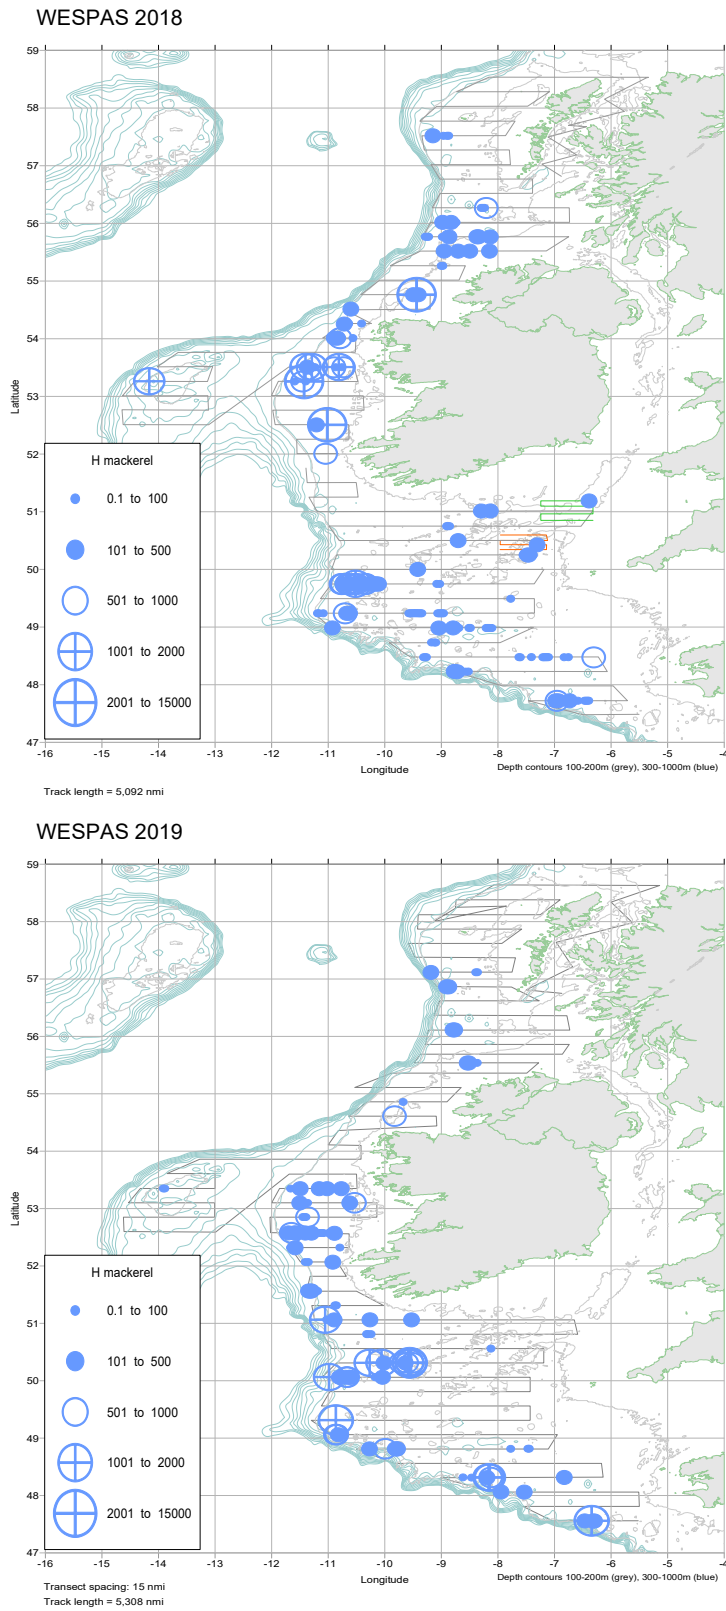 WESPAS 2018
59
58
57
56
55
54
53
52
51
50
49
48
47
Latitude
H mackerel
0.1 to 100
101 to 500
501 to 1000
1001 to 2000
2001 to 15000
-16 -15 -14 -13 -12 -11 -10 -9 -8 -7 -6 -5 -4
Longitude
Depth contours 100-200m (grey), 300-1000m (blue)
Track length = 5,092 nmi
WESPAS 2019
59
58
57
56
55
54
53
52
51
50
49
48
47
Latitude
H mackerel
0.1 to 100
101 to 500
501 to 1000
1001 to 2000
2001 to 15000
-16 -15 -14 -13 -12 -11 -10 -9 -8 -7 -6 -5 -4
Longitude
Depth contours 100-200m (grey), 300-1000m (blue)
Transect spacing: 15 nmi
Track length = 5,308 nmi